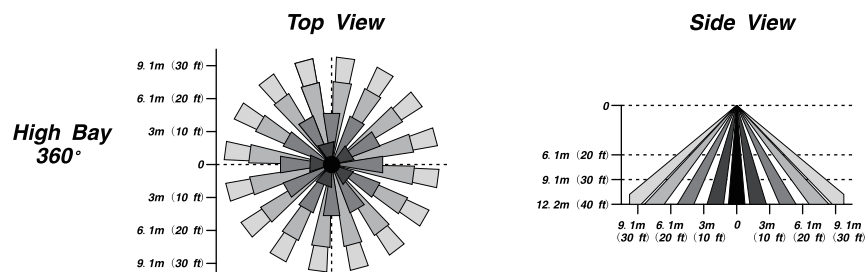 Top View
Side View
High Bay
360°
9. 1m (30 ft)
6. 1m (20 ft)
3m (10 ft)
0
3m (10 ft)
6. 1m (20 ft)
9. 1m (30 ft)
0
6. 1m (20 ft)
9. 1m (30 ft)
12. 2m (40 ft)
9. 1m 6. 1m 3m 0 3m 6. 1m 9. 1m
(30 ft) (20 ft) (10 ft) (10 ft) (20 ft) (30 ft)